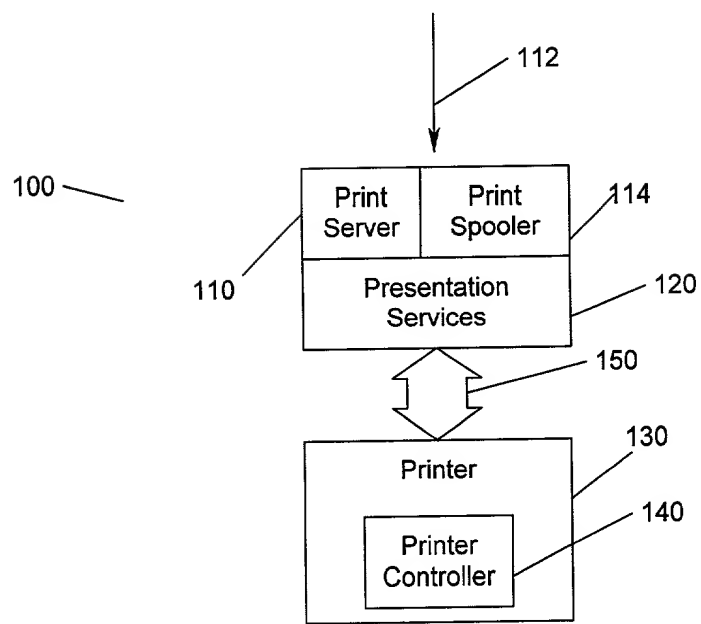 112
100
Print
Server
Print
Spooler
114
110
Presentation
Services
120
150
Printer
130
Printer
Controller
140